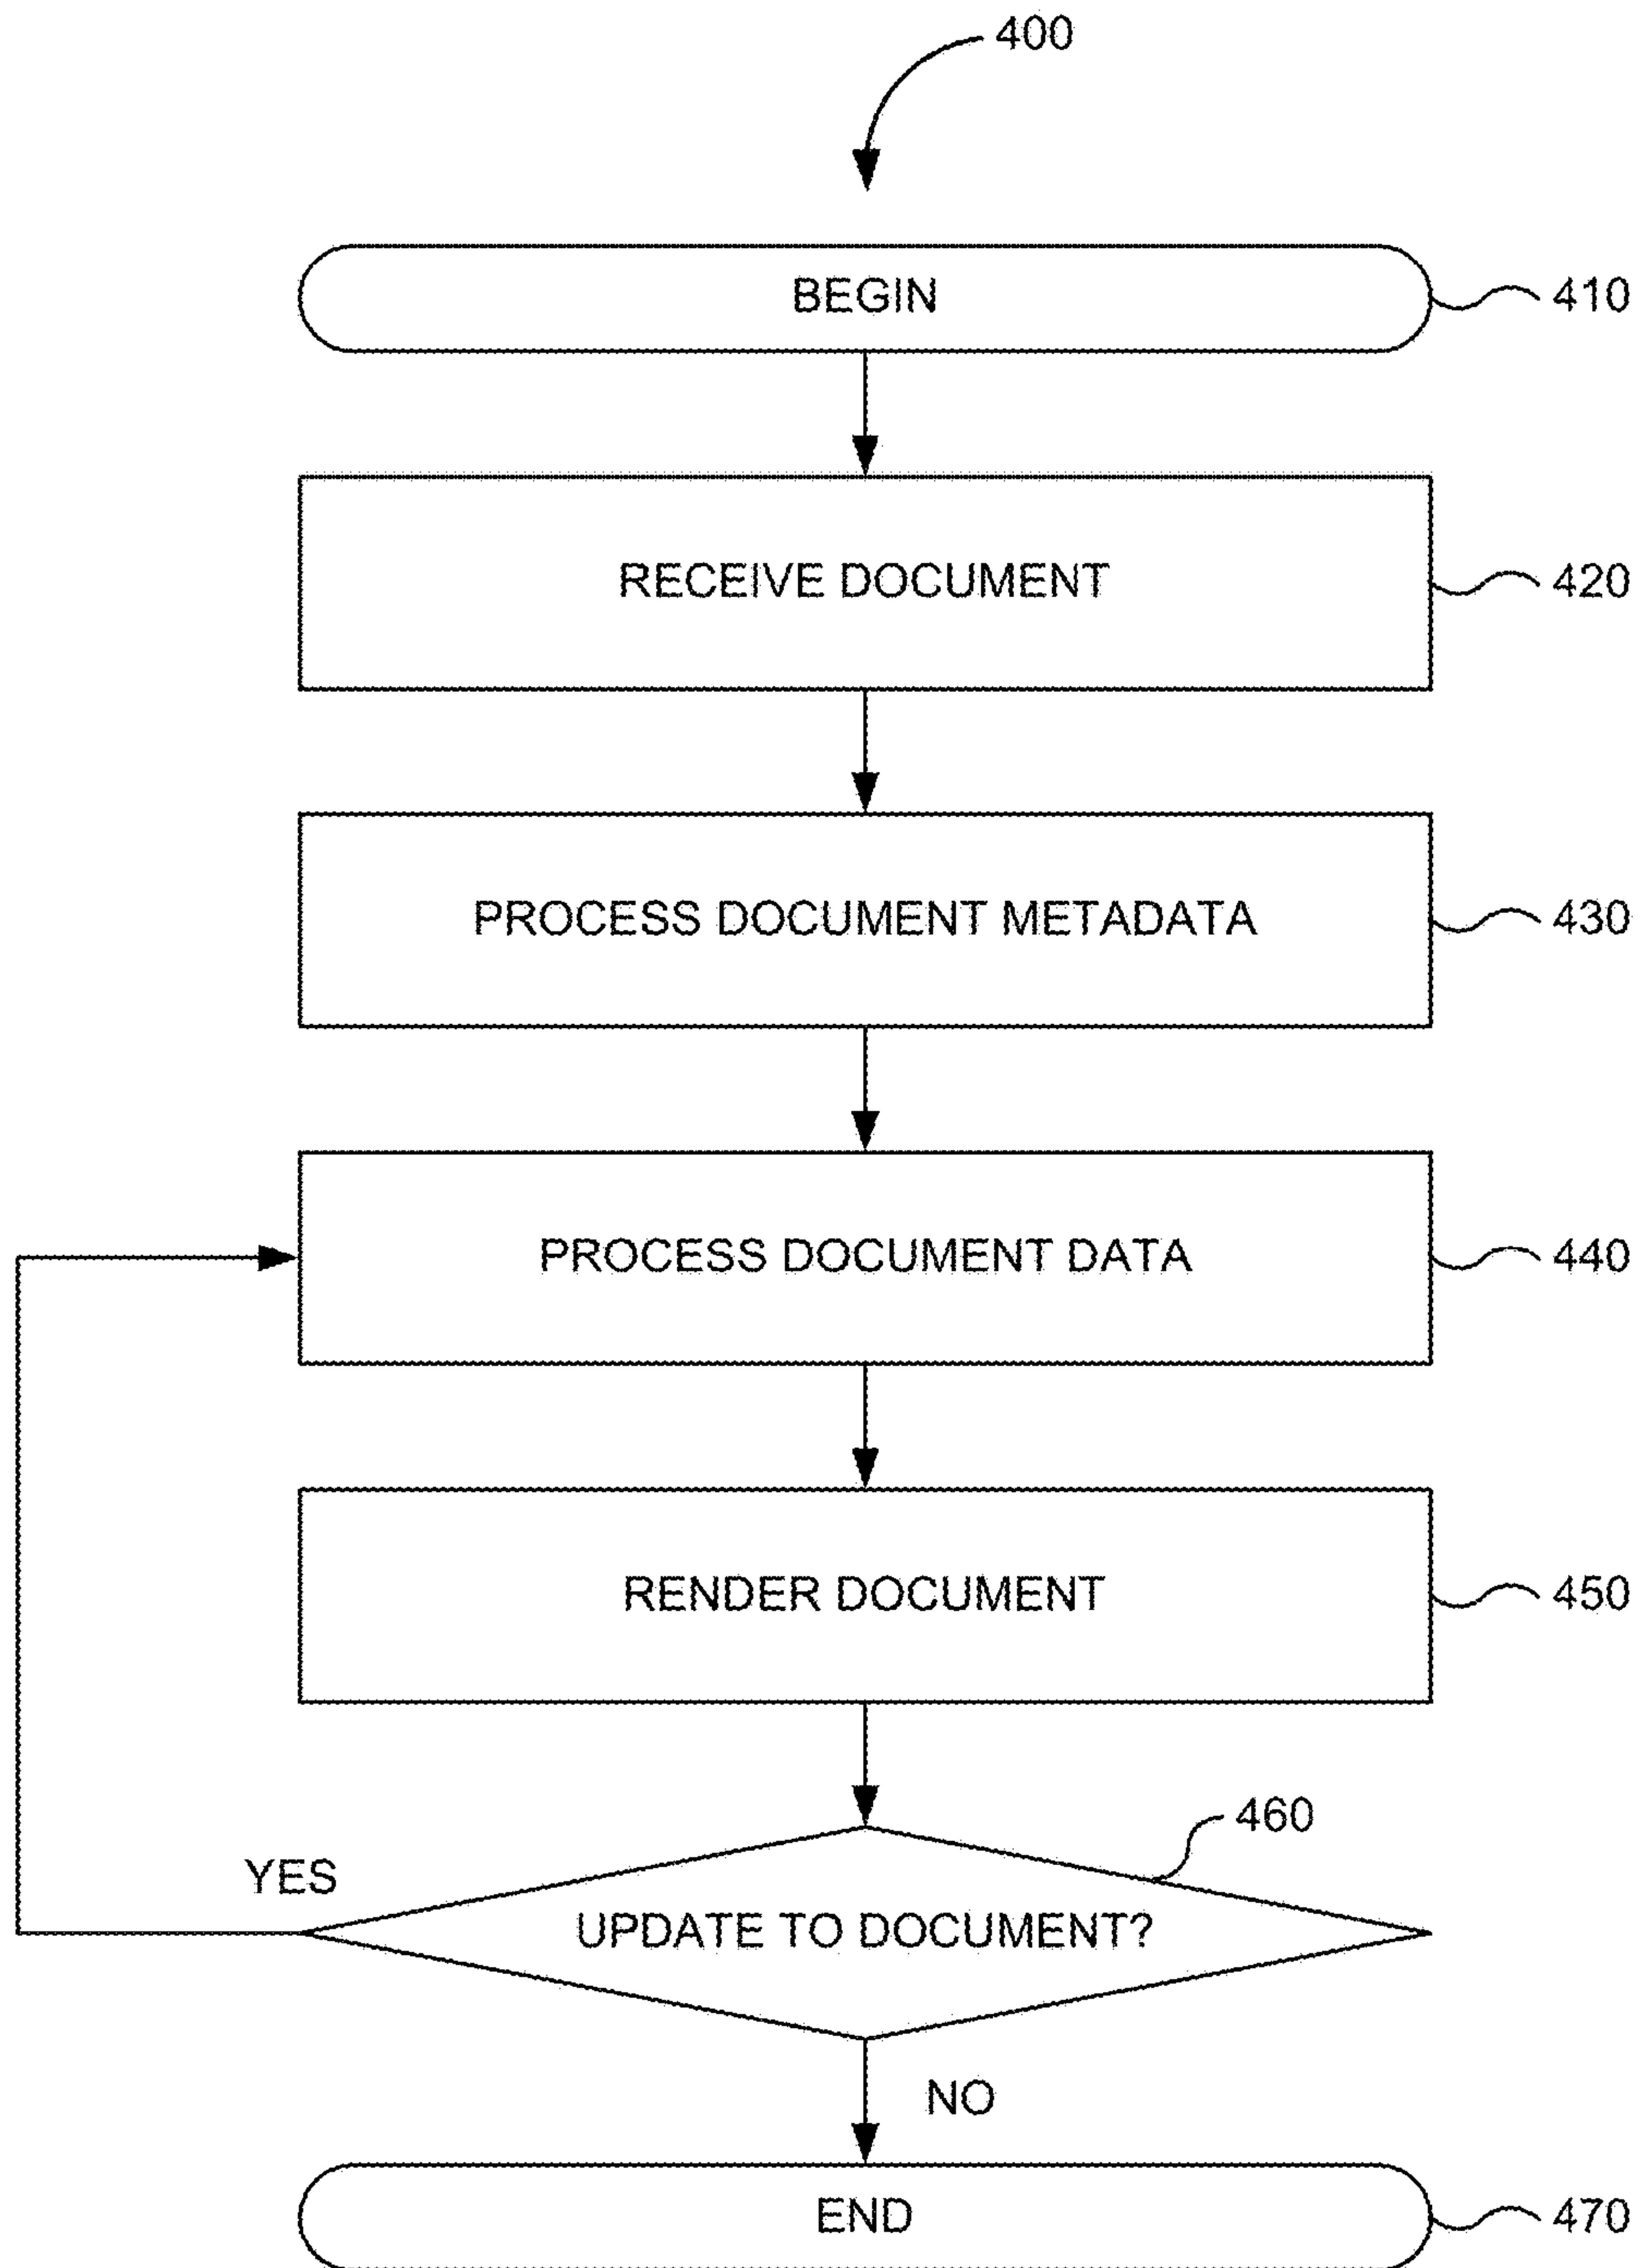 400
BEGIN
410
RECEIVE DOCUMENT
420
PROCESS DOCUMENT METADATA
430
PROCESS DOCUMENT DATA
440
RENDER DOCUMENT
450
460
YES
UPDATE TO DOCUMENT?
NO
END
470